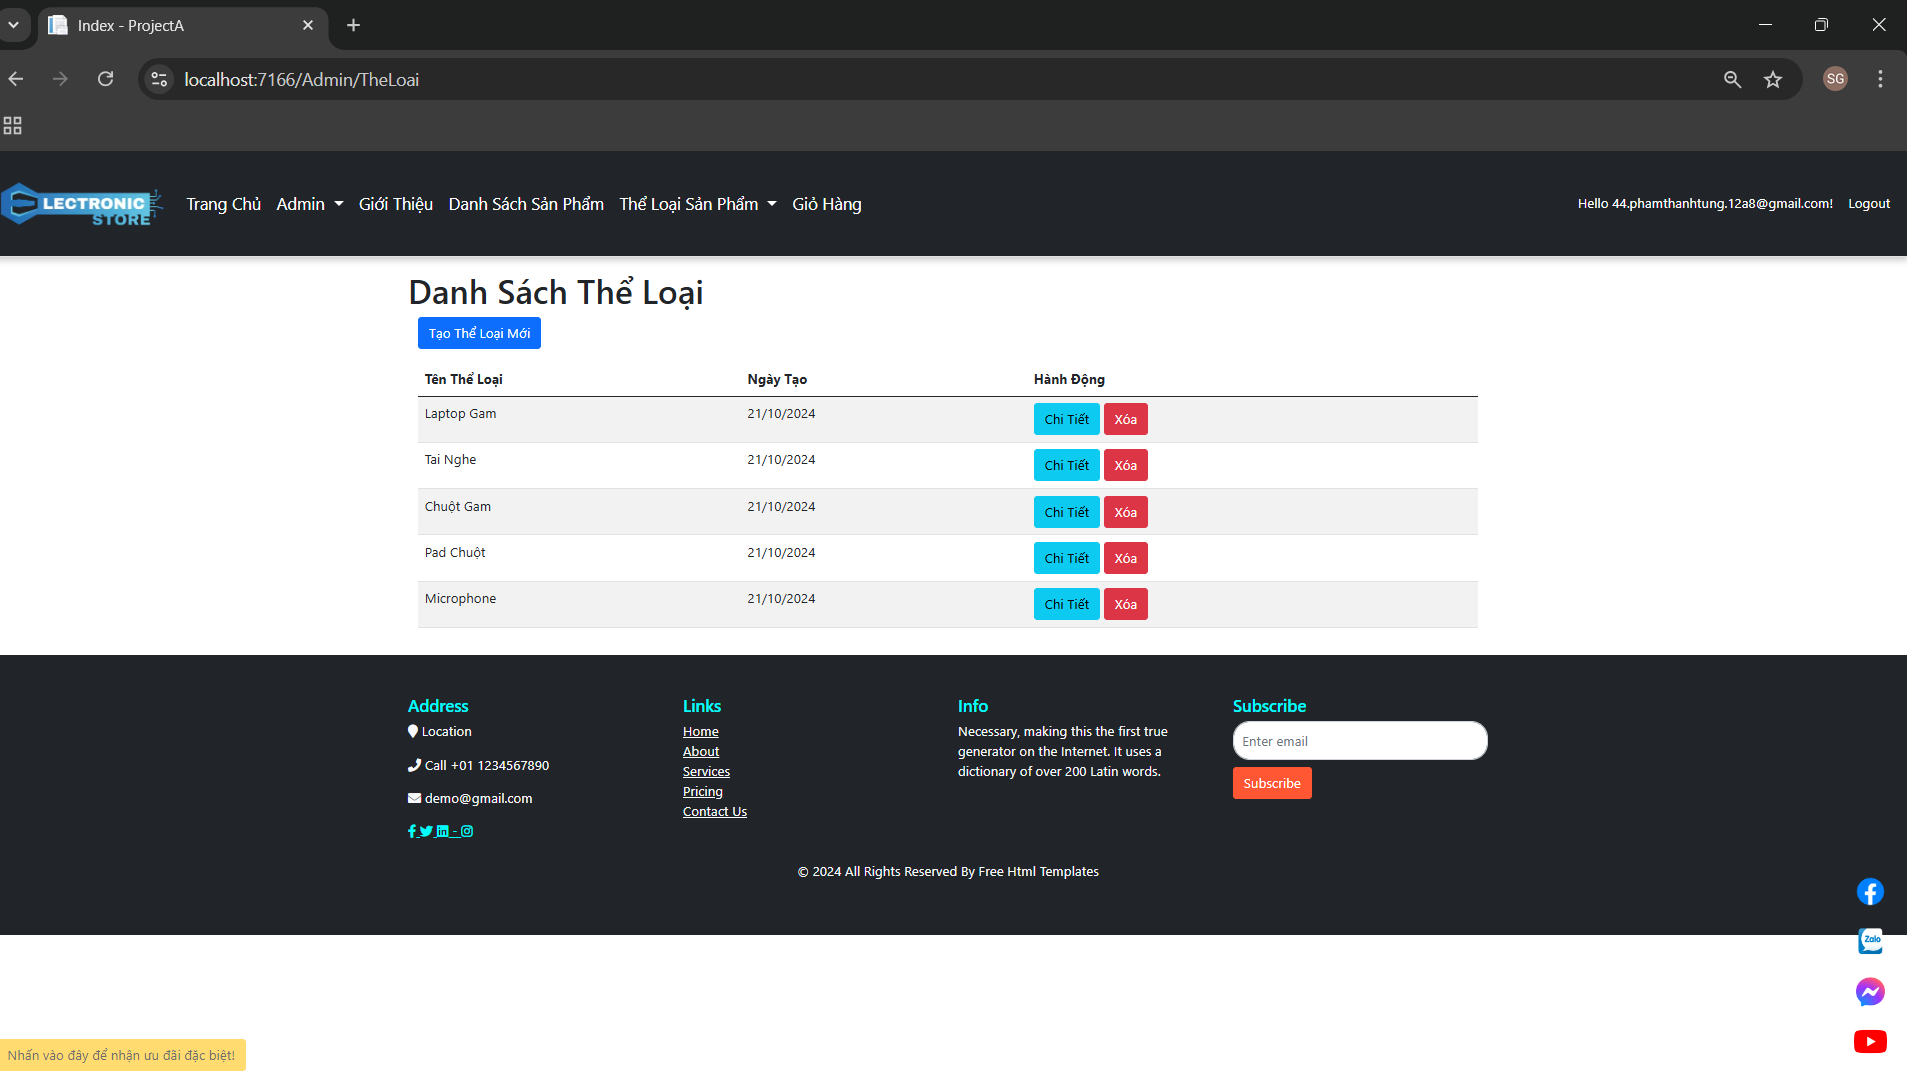 Index - ProjectA
localhost:7166/Admin/TheLoai
SG
LECTRONIC
STORE
Trang Chủ
Admin
Giới Thiệu
Danh Sách Sản Phẩm
Thể Loại Sản Phẩm
Giỏ Hàng
Hello 44.phamthanhtung.12a8@gmail.com!
Logout
Danh Sách Thể Loại
Tạo Thể Loại Mới
Tên Thể Loại Ngày Tạo Hành Động
Laptop Gam 21/10/2024 Chi Tiết Xóa
Tai Nghe 21/10/2024 Chi Tiết Xóa
Chuột Gam 21/10/2024 Chi Tiết Xóa
Pad Chuột 21/10/2024 Chi Tiết Xóa
Microphone 21/10/2024 Chi Tiết Xóa
Address
Location
Call +01 1234567890
demo@gmail.com
-
Links
Home
About
Services
Pricing
Contact Us
Info
Necessary, making this the first true
generator on the Internet. It uses a
dictionary of over 200 Latin words.
Subscribe
Enter email
Subscribe
© 2024 All Rights Reserved By Free Html Templates
Zalo
Nhấn vào đây để nhận ưu đãi đặc biệt!